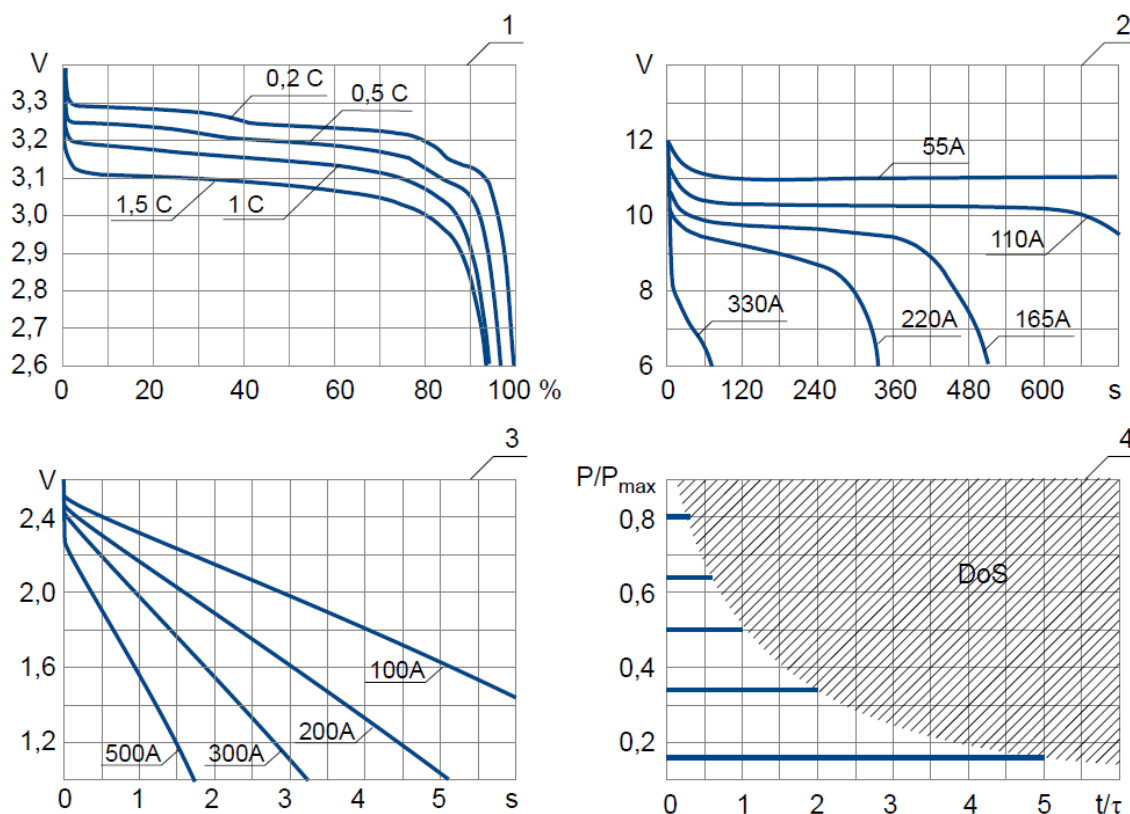 1
V
3,3
3,2
3,1
3,0
2,9
2,8
2,7
2,6
0,2 C
0,5 C
1,5 C
1 C
0 20 40 60 80 100 %
2
V
12
10
8
6
55A
110A
330A
220A
165A
0 120 240 360 480 600 s
3
V
2,4
2,0
1,6
1,2
100A
200A
300A
500A
0 1 2 3 4 5 s
4
P/Pmax
0,8
0,6
0,4
0,2
DoS
0 1 2 2 5 t/τ